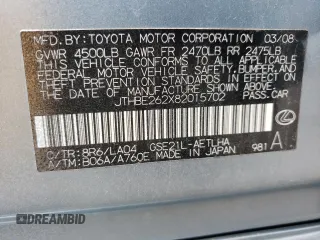 MFD. BY: TOYOTA MOTOR CORPORATION 03/08
GVWR 4500LB GAWR FR 2470LB RR 2475LB
THIS VEHICLE CONFORMS TO ALL APPLICABLE
FEDERAL MOTOR VEHICLE SAFETY, BUMPER, AND
THEFT PREVENTION STANDARDS IN EFFECT ON
THE DATE OF MANUFACTURE SHOWN ABOVE.
JTHBE262X82015702 PASS.CAR
C/TR: 8R6/LA04 GSE21L-AETLHA
A/TM: B06A/A760E MADE IN JAPAN 981 A
DREAMBID